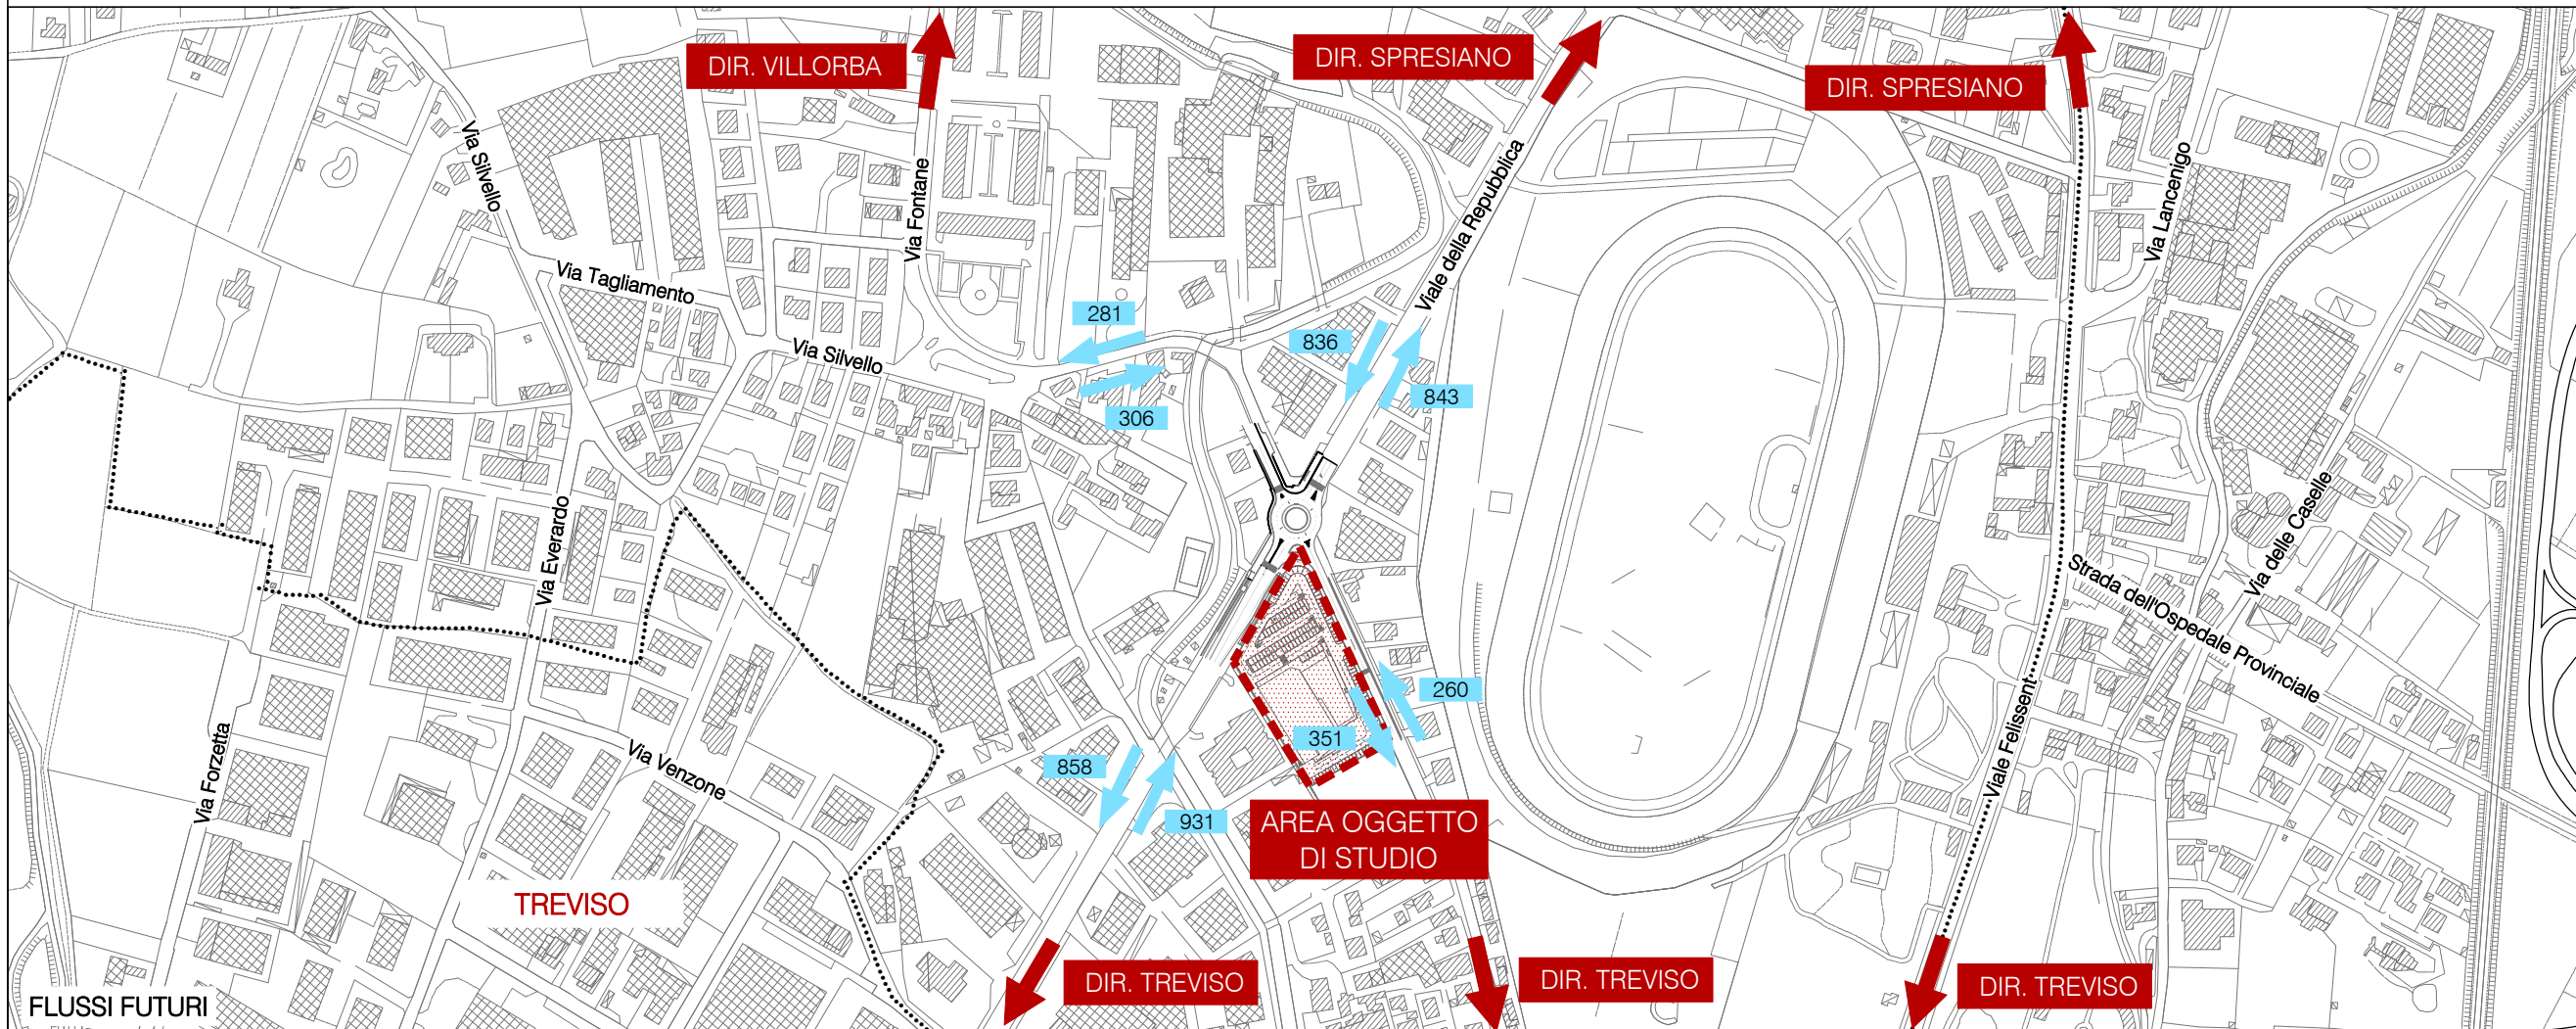 DIR. VILLORBA
DIR. SPRESIANO
DIR. SPRESIANO
Via Silvello
Via Fontane
Viale della Repubblica
Via Lancenigo
Via Tagliamento
281
836
Via Silvello
843
306
Via Everardo
Via delle Caselle
Strada dell'Ospedale Provinciale
260
Viale Felissent
351
Via Forzetta
Via Venzone
858
931
AREA OGGETTO
DI STUDIO
TREVISO
DIR. TREVISO
DIR. TREVISO
DIR. TREVISO
FLUSSI FUTURI